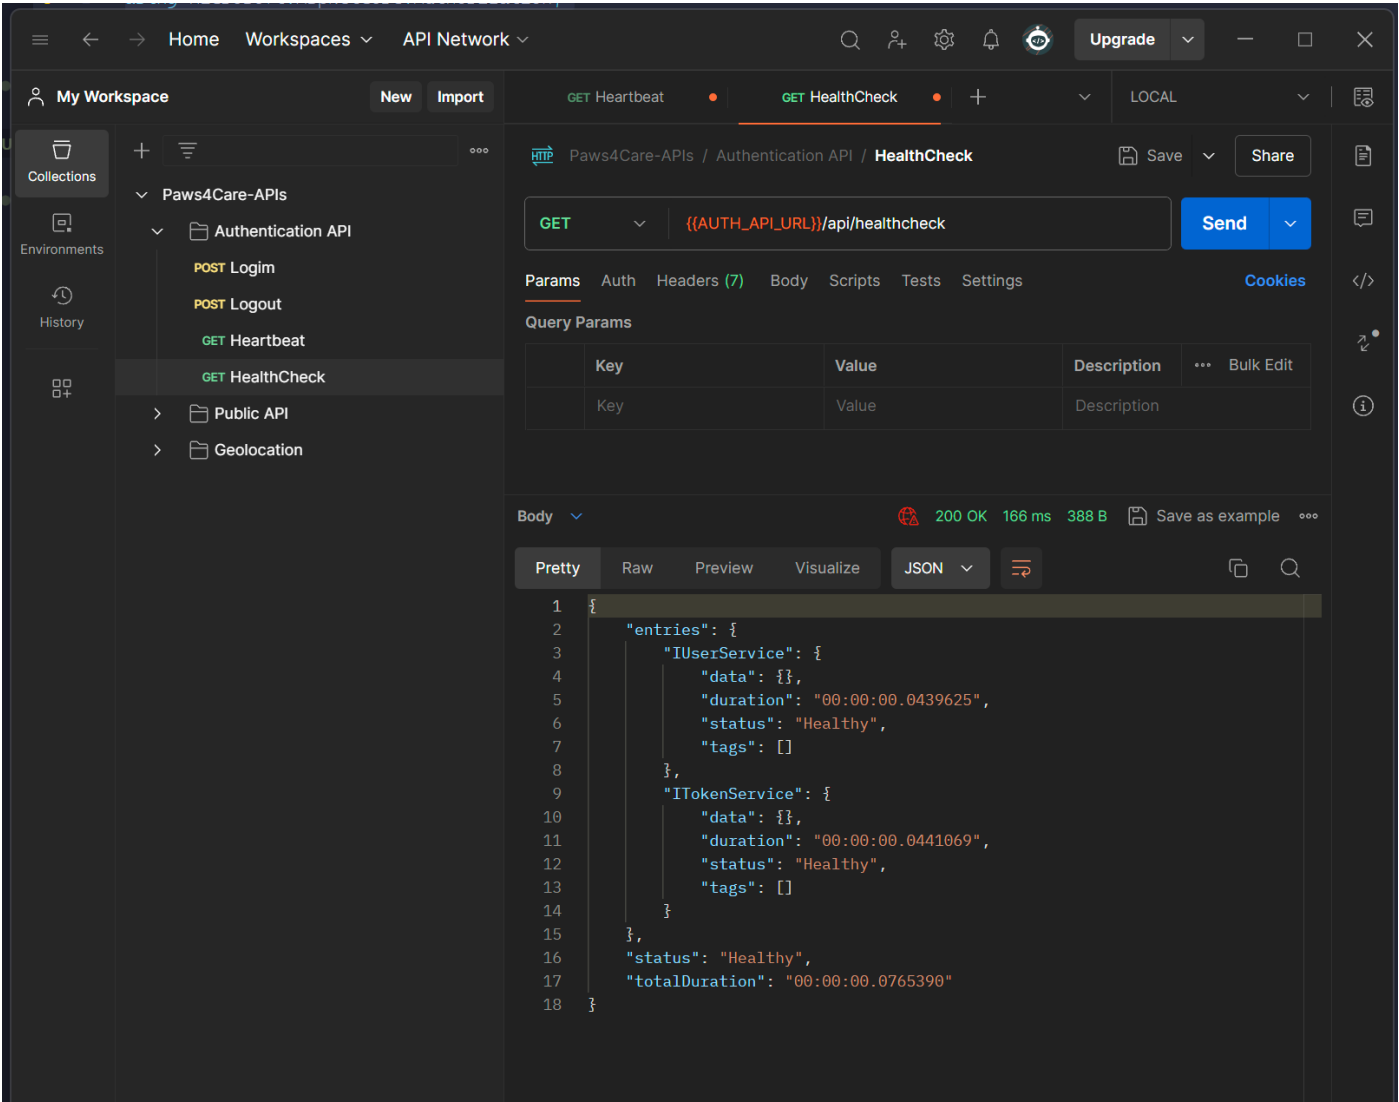 Home Workspaces API Network Upgrade
My Workspace New Import GET Heartbeat GET HealthCheck LOCAL
Collections
Environments
History
Paws4Care-APIs
Authentication API
POST Logim
POST Logout
GET Heartbeat
GET HealthCheck
Public API
Geolocation
HTTP Paws4Care-APIs / Authentication API / HealthCheck Save Share
GET {{AUTH_API_URL}}/api/healthcheck Send
Params Auth Headers (7) Body Scripts Tests Settings Cookies
Query Params
Key Value Description Bulk Edit
Key Value Description
Body 200 OK 166 ms 388 B Save as example
Pretty Raw Preview Visualize JSON
1 {
2 "entries": {
3 "IUserService": {
4 "data": {},
5 "duration": "00:00:00.0439625",
6 "status": "Healthy",
7 "tags": []
8 },
9 "ITokenService": {
10 "data": {},
11 "duration": "00:00:00.0441069",
12 "status": "Healthy",
13 "tags": []
14 }
15 },
16 "status": "Healthy",
17 "totalDuration": "00:00:00.0765390"
18 }